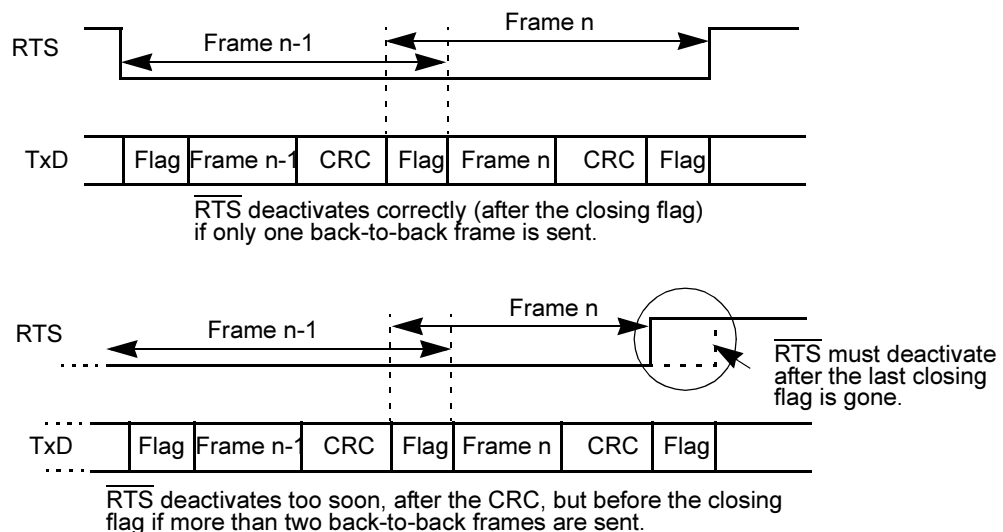 Frame n
RTS
Frame n-1
TxD
Flag Frame n-1 CRC Flag Frame n CRC Flag
RTS deactivates correctly (after the closing flag)
if only one back-to-back frame is sent.
Frame n
RTS
Frame n-1
RTS must deactivate
after the last closing
flag is gone.
TxD
Flag Frame n-1 CRC Flag Frame n CRC Flag
RTS deactivates too soon, after the CRC, but before the closing
flag if more than two back-to-back frames are sent.